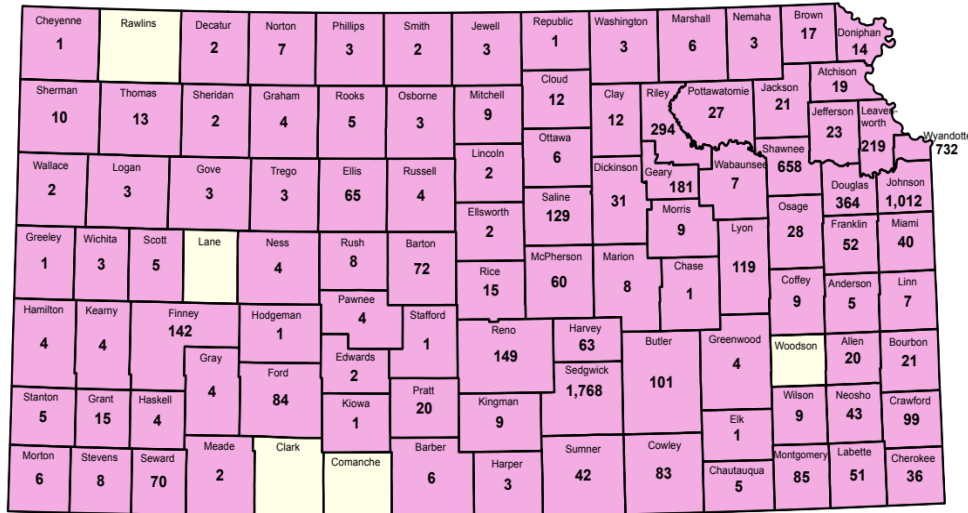 Cheyenne
1
Rawlins
Decatur
2
Norton
7
Phillips
3
Smith
2
Jewell
3
Republic
1
Washington
3
Marshall
6
Nemaha
3
Brown
17
Doniphan
14
Sherman
10
Thomas
13
Sheridan
2
Graham
4
Rooks
5
Osborne
3
Mitchell
9
Cloud
12
Clay
12
Riley
294
Pottawatomie
27
Jackson
21
Atchison
19
Jefferson
23
Leaven-
worth
219
Wyandotte
732
Ottawa
6
Lincoln
2
Wallace
2
Logan
3
Gove
3
Trego
3
Ellis
65
Russell
4
Ellsworth
2
Saline
129
Dickinson
31
Geary
181
Wabaunsee
7
Shawnee
658
Douglas
364
Johnson
1,012
Morris
9
Osage
28
Franklin
52
Miami
40
Greeley
1
Wichita
3
Scott
5
Lane
Ness
4
Rush
8
Barton
72
Rice
15
McPherson
60
Marion
8
Chase
1
Lyon
119
Coffey
9
Anderson
5
Linn
7
Hamilton
4
Kearny
4
Finney
142
Hodgeman
1
Pawnee
4
Stafford
1
Reno
149
Harvey
63
Butler
101
Greenwood
4
Woodson
Allen
20
Bourbon
21
Gray
4
Ford
84
Edwards
2
Kiowa
1
Pratt
20
Kingman
9
Sedgwick
1,768
Stanton
5
Grant
15
Haskell
4
Elk
1
Wilson
9
Neosho
43
Crawford
99
Morton
6
Stevens
8
Seward
70
Meade
2
Clark
Comanche
Barber
6
Harper
3
Sumner
42
Cowley
83
Chautauqua
5
Montgomery
85
Labette
51
Cherokee
36